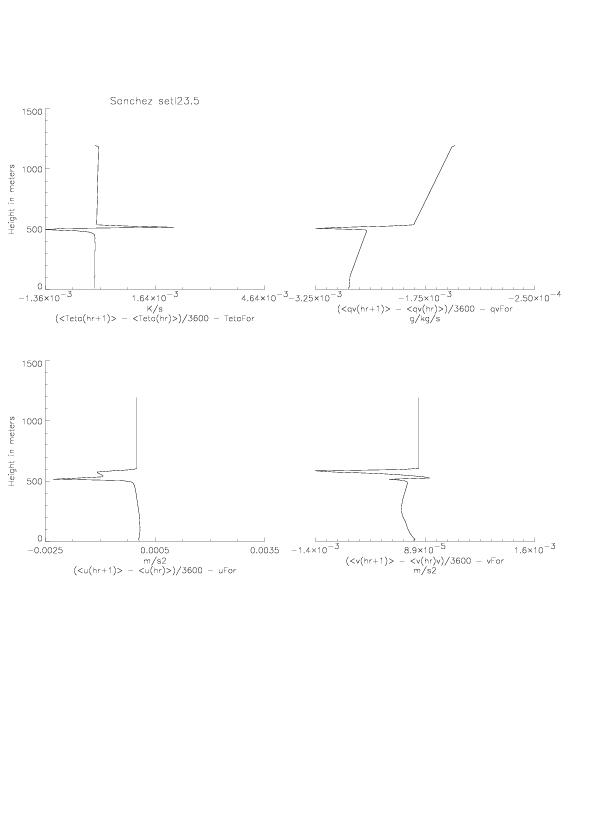 Sanchez setl23.5
1500
1000
500
0
Height in meters
−1.36×10⁻³ 1.64×10⁻³ 4.64×10⁻³
K/s
(<Teta(hr+1)> − <Teta(hr)>)/3600 − TetaFor
−3.25×10⁻³ −1.75×10⁻³ −2.50×10⁻⁴
(<qv(hr+1)> − <qv(hr)>)/3600 − qvFor
g/kg/s
1500
1000
500
0
Height in meters
−0.0025 0.0005 0.0035
m/s2
(<u(hr+1)> − <u(hr)>)/3600 − uFor
−1.4×10⁻³ 8.9×10⁻⁵ 1.6×10⁻³
(<v(hr+1)> − <v(hr)v)/3600 − vFor
m/s2